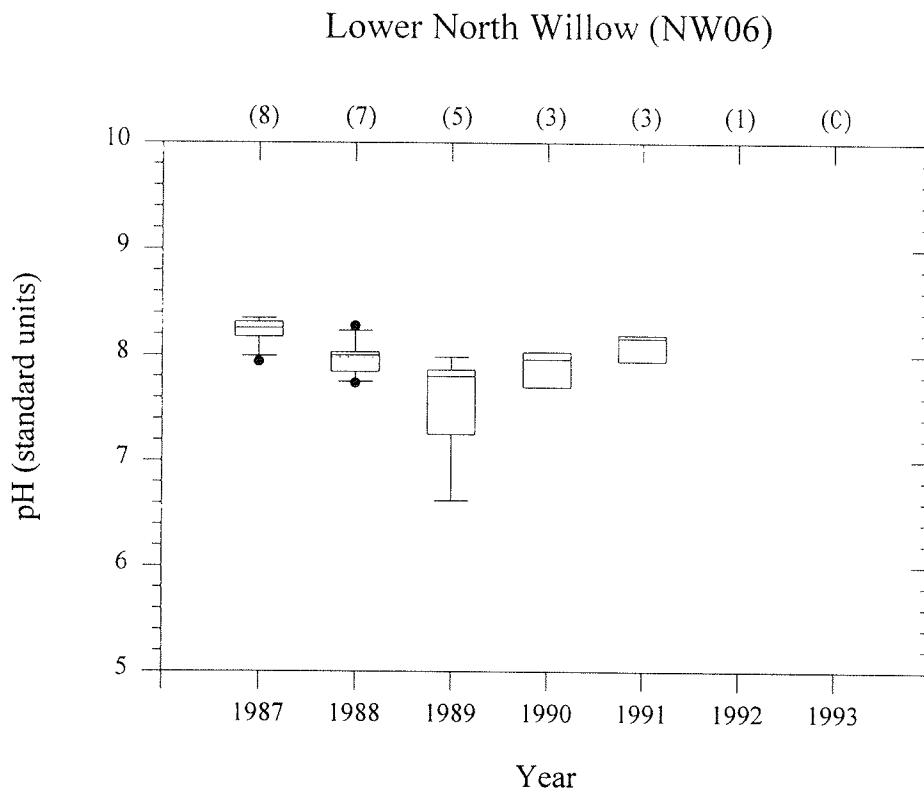 Lower North Willow (NW06)
(8) (7) (5) (3) (3) (1) (C)
10
9
8
7
6
5
pH (standard units)
1987 1988 1989 1990 1991 1992 1993
Year